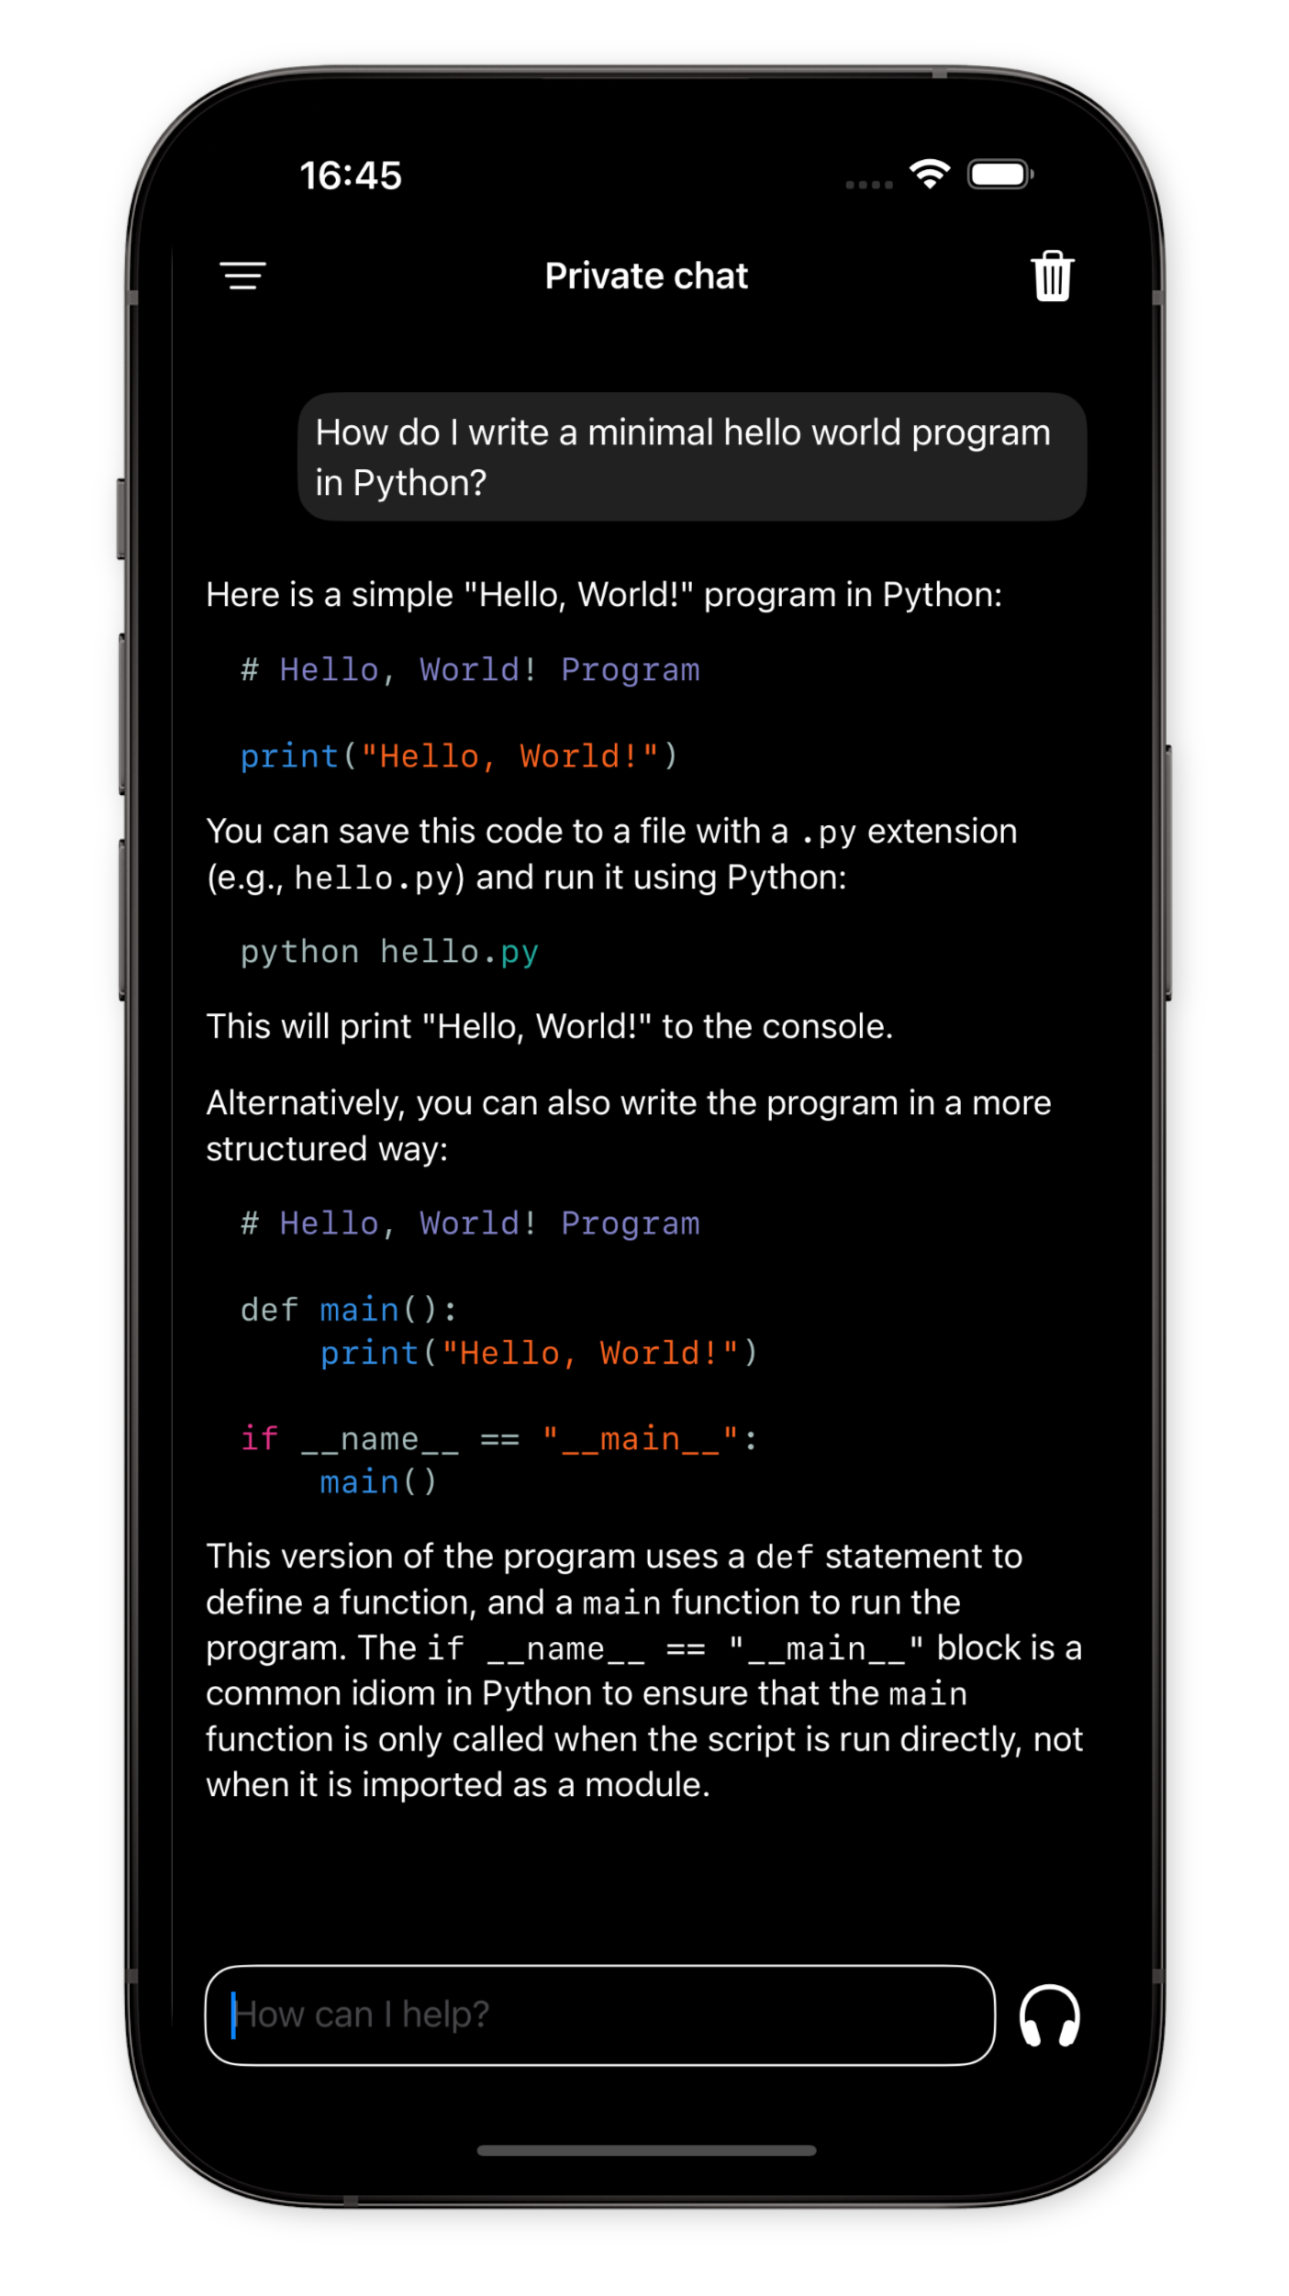 16:45
Private chat
How do I write a minimal hello world program
in Python?
Here is a simple "Hello, World!" program in Python:
# Hello, World! Program
print("Hello, World!")
You can save this code to a file with a .py extension
(e.g., hello.py) and run it using Python:
python hello.py
This will print "Hello, World!" to the console.
Alternatively, you can also write the program in a more
structured way:
# Hello, World! Program
def main():
    print("Hello, World!")
if __name__ == "__main__":
    main()
This version of the program uses a def statement to
define a function, and a main function to run the
program. The if __name__ == "__main__" block is a
common idiom in Python to ensure that the main
function is only called when the script is run directly, not
when it is imported as a module.
How can I help?